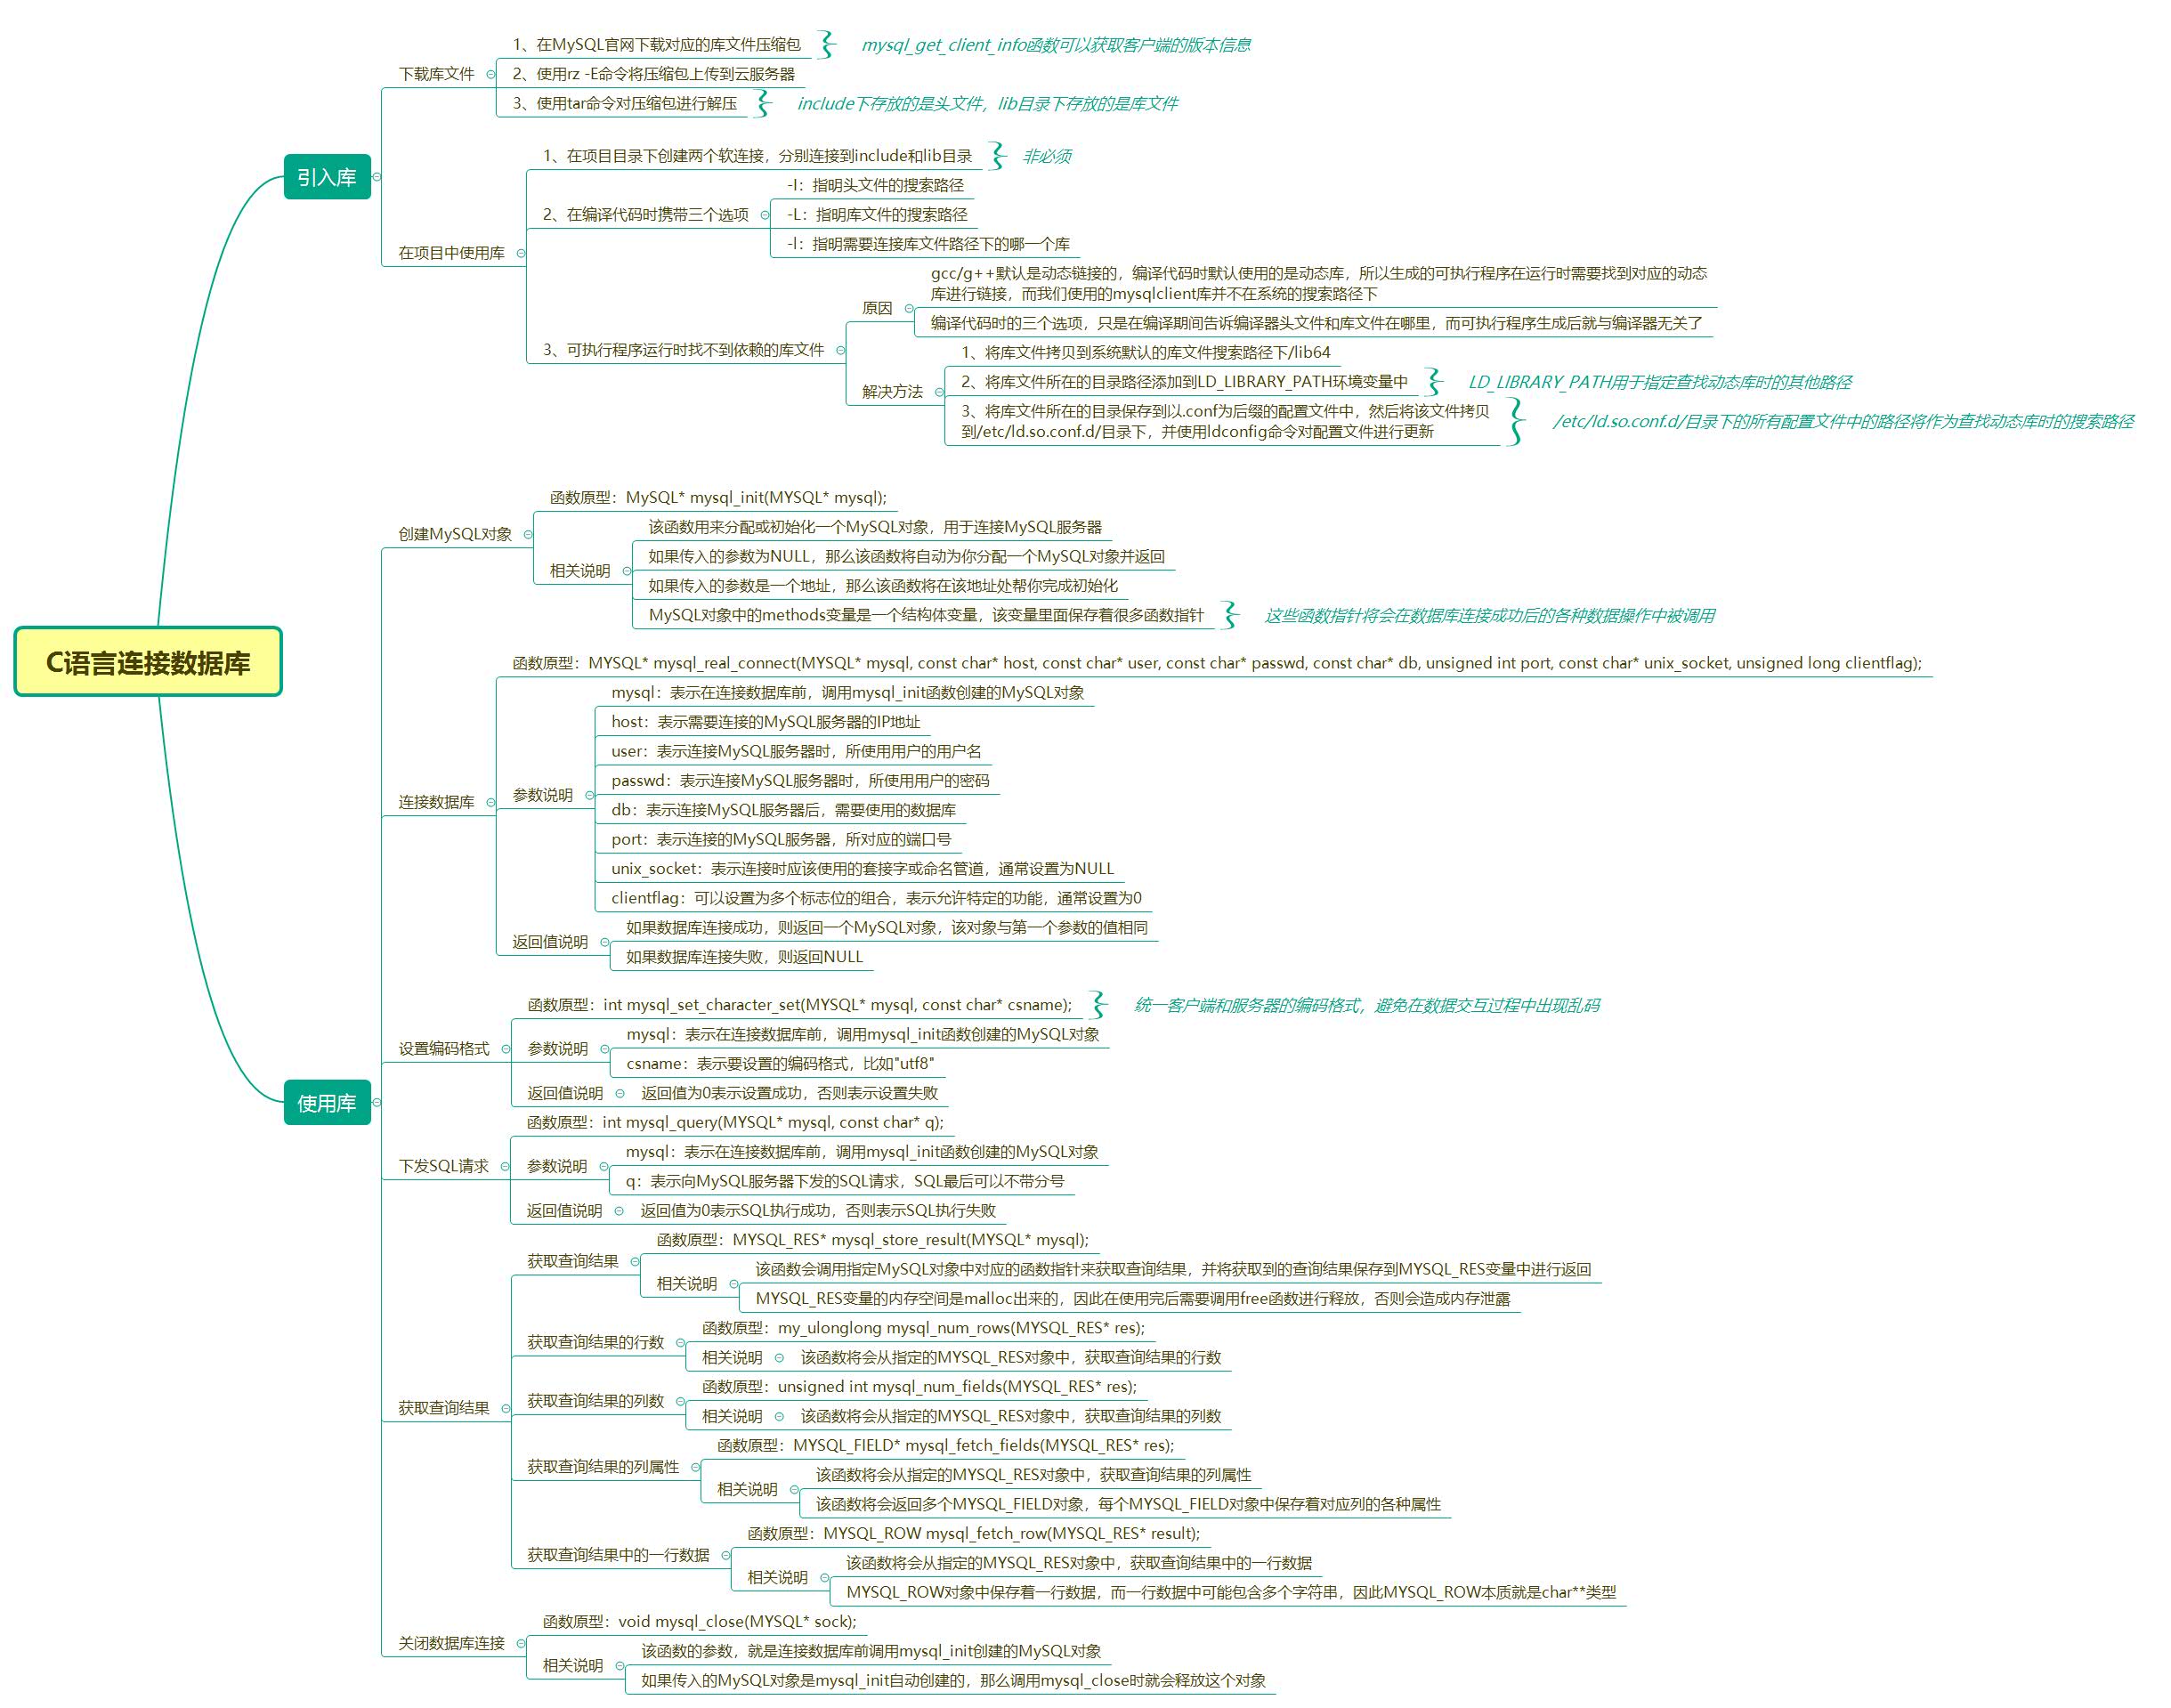 C语言连接数据库
引入库
下载库文件
1、在MySQL官网下载对应的库文件压缩包
mysql_get_client_info函数可以获取客户端的版本信息
2、使用rz -E命令将压缩包上传到云服务器
3、使用tar命令对压缩包进行解压
include下存放的是头文件，lib目录下存放的是库文件
在项目中使用库
1、在项目目录下创建两个软连接，分别连接到include和lib目录
非必须
2、在编译代码时携带三个选项
-I：指明头文件的搜索路径
-L：指明库文件的搜索路径
-l：指明需要连接库文件路径下的哪一个库
3、可执行程序运行时找不到依赖的库文件
原因
gcc/g++默认是动态链接的，编译代码时默认使用的是动态库，所以生成的可执行程序在运行时需要找到对应的动态
库进行链接，而我们使用的mysqlclient库并不在系统的搜索路径下
编译代码时的三个选项，只是在编译期间告诉编译器头文件和库文件在哪里，而可执行程序生成后就与编译器无关了
解决方法
1、将库文件拷贝到系统默认的库文件搜索路径下/lib64
2、将库文件所在的目录路径添加到LD_LIBRARY_PATH环境变量中
LD_LIBRARY_PATH用于指定查找动态库时的其他路径
3、将库文件所在的目录保存到以.conf为后缀的配置文件中，然后将该文件拷贝
到/etc/ld.so.conf.d/目录下，并使用ldconfig命令对配置文件进行更新
/etc/ld.so.conf.d/目录下的所有配置文件中的路径将作为查找动态库时的搜索路径
使用库
创建MySQL对象
函数原型：MySQL* mysql_init(MYSQL* mysql);
相关说明
该函数用来分配或初始化一个MySQL对象，用于连接MySQL服务器
如果传入的参数为NULL，那么该函数将自动为你分配一个MySQL对象并返回
如果传入的参数是一个地址，那么该函数将在该地址处帮你完成初始化
MySQL对象中的methods变量是一个结构体变量，该变量里面保存着很多函数指针
这些函数指针将会在数据库连接成功后的各种数据操作中被调用
连接数据库
函数原型：MYSQL* mysql_real_connect(MYSQL* mysql, const char* host, const char* user, const char* passwd, const char* db, unsigned int port, const char* unix_socket, unsigned long clientflag);
参数说明
mysql：表示在连接数据库前，调用mysql_init函数创建的MySQL对象
host：表示需要连接的MySQL服务器的IP地址
user：表示连接MySQL服务器时，所使用用户的用户名
passwd：表示连接MySQL服务器时，所使用用户的密码
db：表示连接MySQL服务器后，需要使用的数据库
port：表示连接的MySQL服务器，所对应的端口号
unix_socket：表示连接时应该使用的套接字或命名管道，通常设置为NULL
clientflag：可以设置为多个标志位的组合，表示允许特定的功能，通常设置为0
返回值说明
如果数据库连接成功，则返回一个MySQL对象，该对象与第一个参数的值相同
如果数据库连接失败，则返回NULL
设置编码格式
函数原型：int mysql_set_character_set(MYSQL* mysql, const char* csname);
统一客户端和服务器的编码格式，避免在数据交互过程中出现乱码
参数说明
mysql：表示在连接数据库前，调用mysql_init函数创建的MySQL对象
csname：表示要设置的编码格式，比如"utf8"
返回值说明
返回值为0表示设置成功，否则表示设置失败
下发SQL请求
函数原型：int mysql_query(MYSQL* mysql, const char* q);
参数说明
mysql：表示在连接数据库前，调用mysql_init函数创建的MySQL对象
q：表示向MySQL服务器下发的SQL请求，SQL最后可以不带分号
返回值说明
返回值为0表示SQL执行成功，否则表示SQL执行失败
获取查询结果
获取查询结果
函数原型：MYSQL_RES* mysql_store_result(MYSQL* mysql);
相关说明
该函数会调用指定MySQL对象中对应的函数指针来获取查询结果，并将获取到的查询结果保存到MYSQL_RES变量中进行返回
MYSQL_RES变量的内存空间是malloc出来的，因此在使用完后需要调用free函数进行释放，否则会造成内存泄露
获取查询结果的行数
函数原型：my_ulonglong mysql_num_rows(MYSQL_RES* res);
相关说明
该函数将会从指定的MYSQL_RES对象中，获取查询结果的行数
获取查询结果的列数
函数原型：unsigned int mysql_num_fields(MYSQL_RES* res);
相关说明
该函数将会从指定的MYSQL_RES对象中，获取查询结果的列数
获取查询结果的列属性
函数原型：MYSQL_FIELD* mysql_fetch_fields(MYSQL_RES* res);
相关说明
该函数将会从指定的MYSQL_RES对象中，获取查询结果的列属性
该函数将会返回多个MYSQL_FIELD对象，每个MYSQL_FIELD对象中保存着对应列的各种属性
获取查询结果中的一行数据
函数原型：MYSQL_ROW mysql_fetch_row(MYSQL_RES* result);
相关说明
该函数将会从指定的MYSQL_RES对象中，获取查询结果中的一行数据
MYSQL_ROW对象中保存着一行数据，而一行数据中可能包含多个字符串，因此MYSQL_ROW本质就是char**类型
关闭数据库连接
函数原型：void mysql_close(MYSQL* sock);
相关说明
该函数的参数，就是连接数据库前调用mysql_init创建的MySQL对象
如果传入的MySQL对象是mysql_init自动创建的，那么调用mysql_close时就会释放这个对象